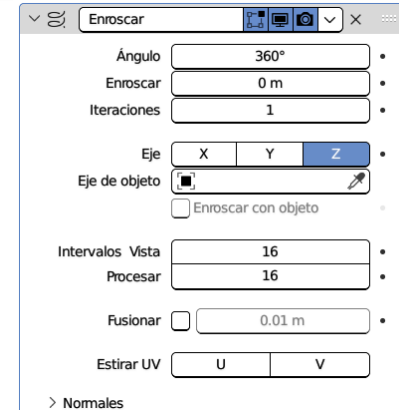 Enroscar
Ángulo 360°
Enroscar 0 m
Iteraciones 1
Eje X Y Z
Eje de objeto
Enroscar con objeto
Intervalos Vista 16
Procesar 16
Fusionar 0.01 m
Estirar UV U V
Normales